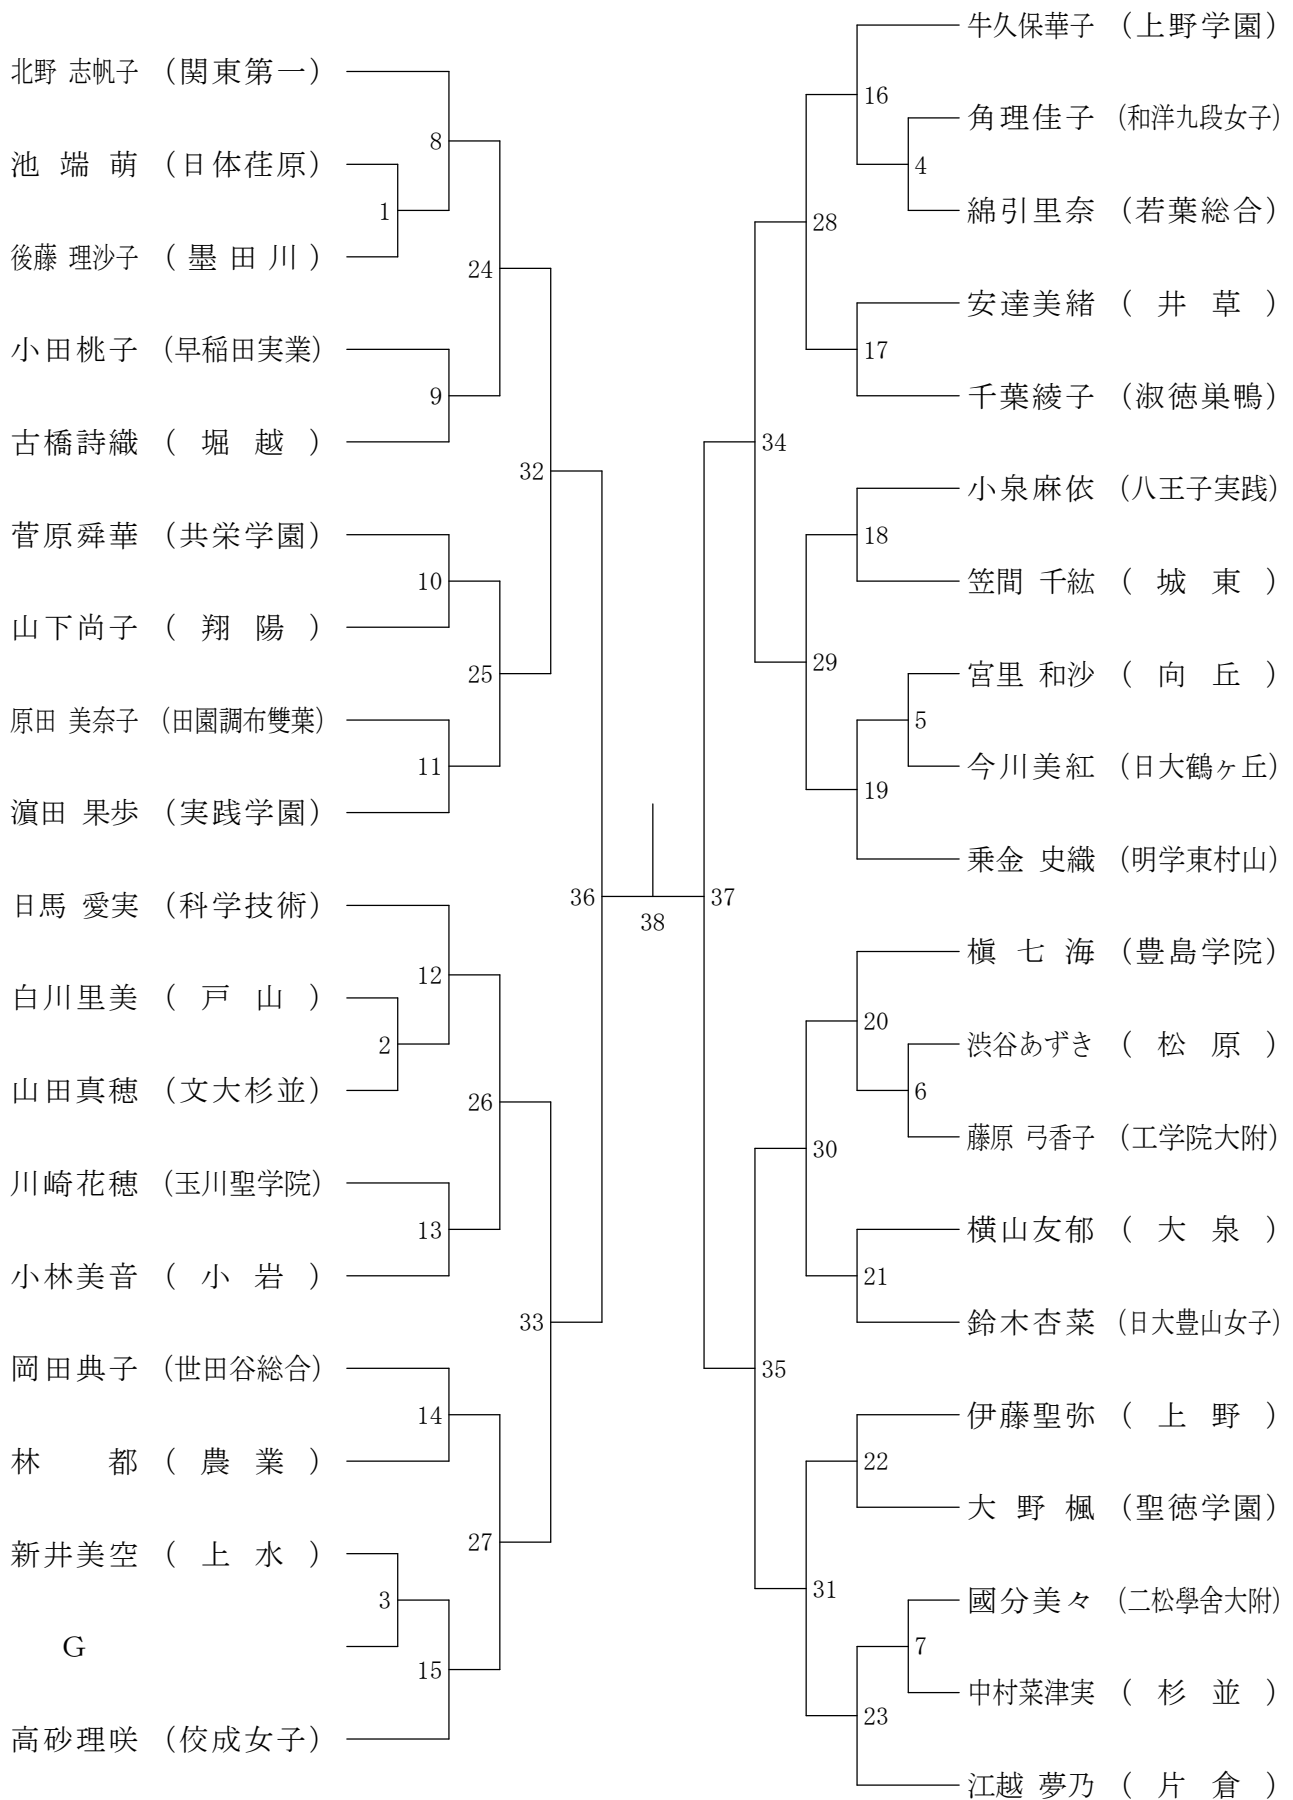 北野 志帆子 (関東第一)
8
池端萌 (日体荏原)
1
後藤 理沙子 (墨田川)
24
小田桃子 (早稲田実業)
9
古橋詩織 (堀越)
32
菅原舜華 (共栄学園)
10
山下尚子 (翔陽)
25
原田 美奈子 (田園調布雙葉)
11
濵田 果歩 (実践学園)
36
日馬 愛実 (科学技術)
12
白川里美 (戸山)
2
山田真穂 (文大杉並)
26
川崎花穂 (玉川聖学院)
13
小林美音 (小岩)
33
岡田典子 (世田谷総合)
14
林都 (農業)
27
新井美空 (上水)
3
G
15
高砂理咲 (佼成女子)
38
牛久保華子 (上野学園)
16
角理佳子 (和洋九段女子)
4
綿引里奈 (若葉総合)
28
安達美緒 (井草)
17
千葉綾子 (淑徳巣鴨)
34
小泉麻依 (八王子実践)
18
笠間 千紘 (城東)
29
宮里 和沙 (向丘)
5
今川美紅 (日大鶴ヶ丘)
19
乗金 史織 (明学東村山)
37
槇七海 (豊島学院)
20
渋谷あずき (松原)
6
藤原 弓香子 (工学院大附)
30
横山友郁 (大泉)
21
鈴木杏菜 (日大豊山女子)
35
伊藤聖弥 (上野)
22
大野楓 (聖徳学園)
31
國分美々 (二松學舍大附)
7
中村菜津実 (杉並)
23
江越 夢乃 (片倉)